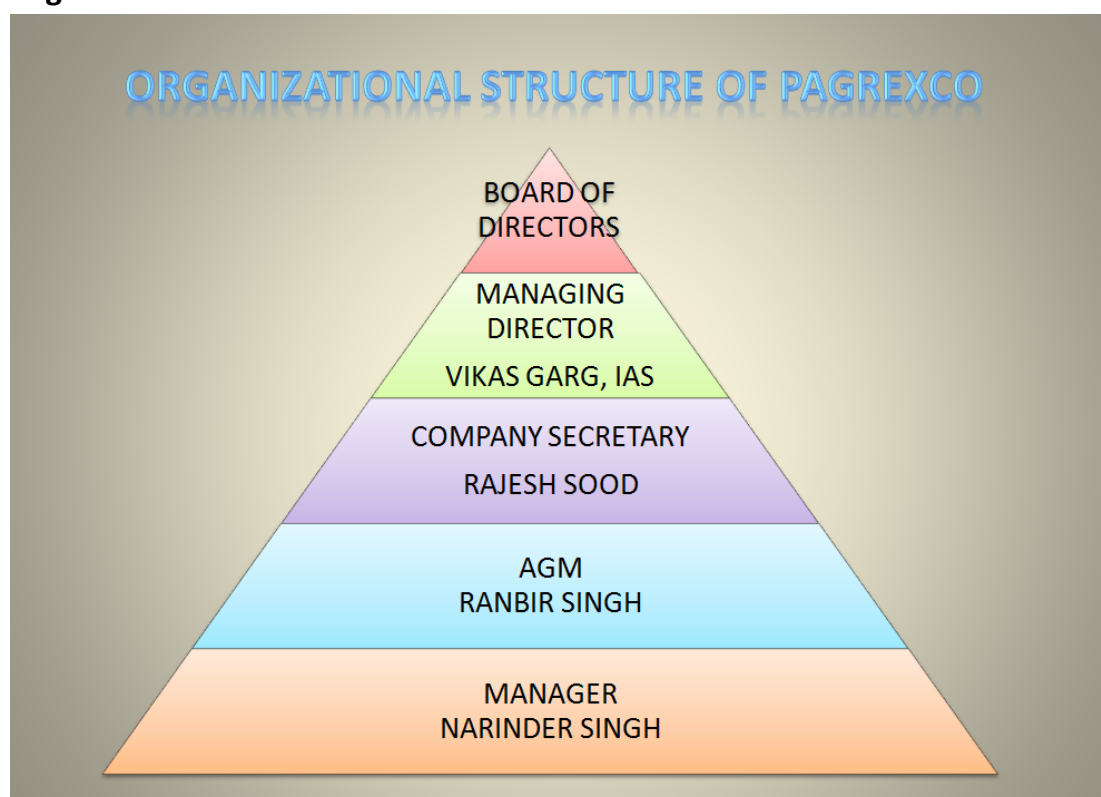 ORGANIZATIONAL STRUCTURE OF PAGREXCO
BOARD OF
DIRECTORS
MANAGING
DIRECTOR
VIKAS GARG, IAS
COMPANY SECRETARY
RAJESH SOOD
AGM
RANBIR SINGH
MANAGER
NARINDER SINGH